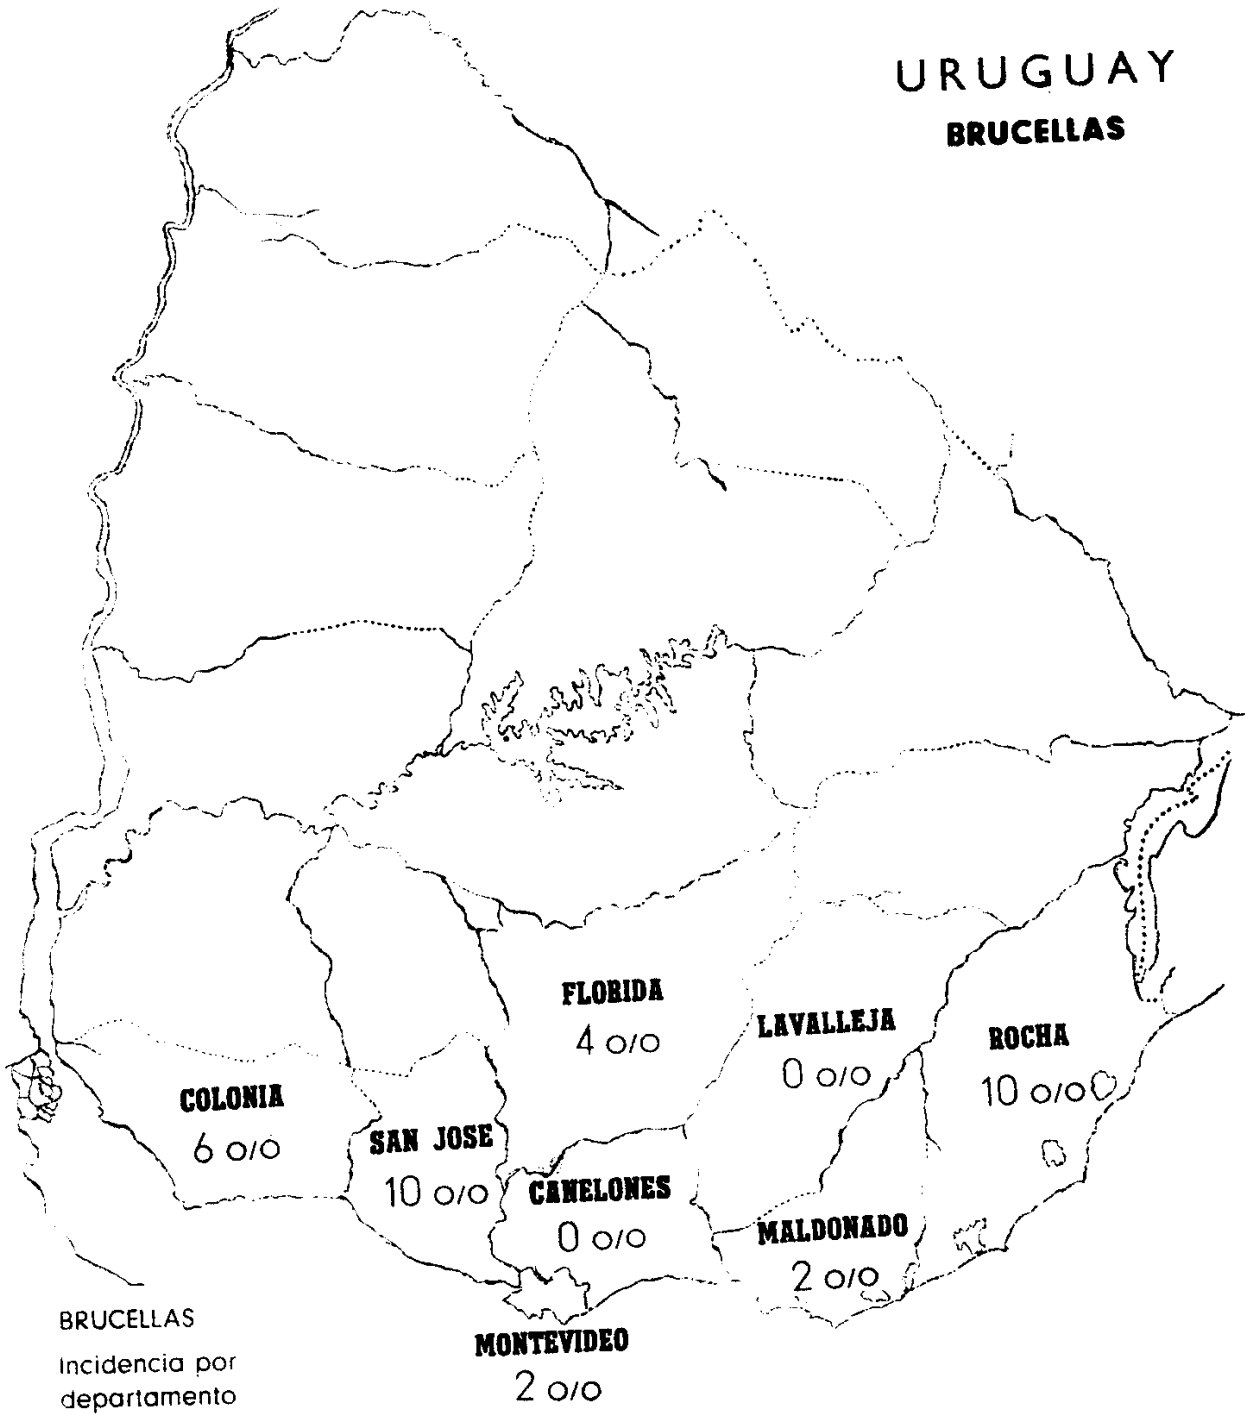 URUGUAY
BRUCELLAS
FLORIDA
4 o/o
LAVALLEJA
0 o/o
ROCHA
10 o/o
COLONIA
6 o/o
SAN JOSE
10 o/o
CANELONES
0 o/o
MALDONADO
2 o/o
MONTEVIDEO
2 o/o
BRUCELLAS
Incidencia por
departamento